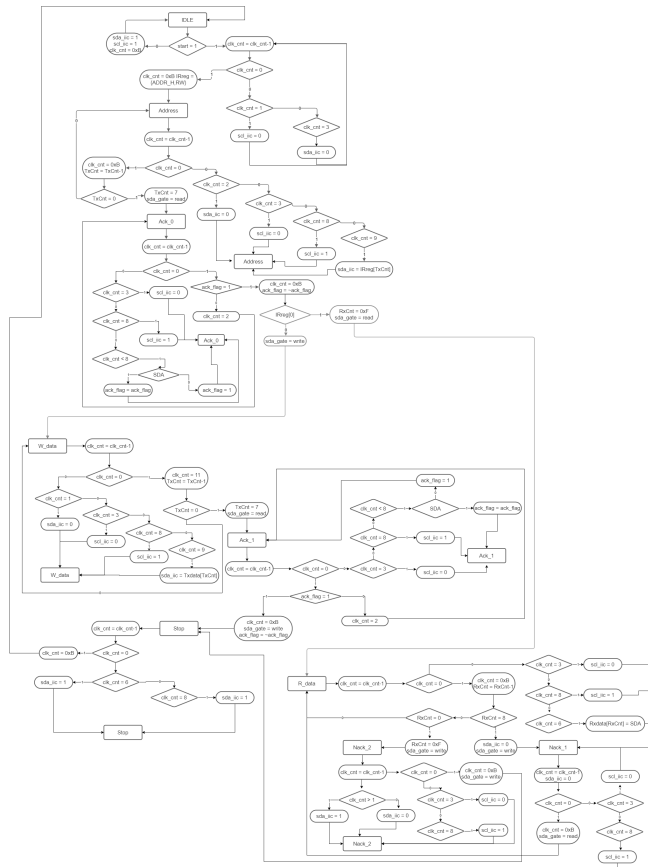 IDLE
sda_iic = 1
scl_iic = 1
clk_cnt = 0xB
start = 1
clk_cnt = clk_cnt-1
clk_cnt = 0xB IRreg =
{ADDR_H,RW}
clk_cnt = 0
Address
clk_cnt = 1
clk_cnt = 3
clk_cnt = clk_cnt-1
scl_iic = 0
sda_iic = 0
clk_cnt = 0xB
TxCnt = TxCnt-1
clk_cnt = 0
TxCnt = 0
TxCnt = 7
sda_gate = read
clk_cnt = 2
clk_cnt = 3
clk_cnt = 8
clk_cnt = 9
Ack_0
sda_iic = 0
scl_iic = 0
scl_iic = 1
sda_iic = IRreg[TxCnt]
clk_cnt = clk_cnt-1
Address
clk_cnt = 0
clk_cnt = 3
scl_iic = 0
ack_flag = 1
clk_cnt = 0xB
ack_flag = ~ack_flag
clk_cnt = 8
clk_cnt = 2
IRreg[0]
RxCnt = 0xF
sda_gate = read
scl_iic = 1
Ack_0
sda_gate = write
clk_cnt < 8
SDA
ack_flag = ack_flag
ack_flag = 1
W_data
clk_cnt = clk_cnt-1
clk_cnt = 0
clk_cnt = 11
TxCnt = TxCnt-1
clk_cnt = 1
sda_iic = 0
clk_cnt = 3
scl_iic = 0
clk_cnt = 8
scl_iic = 1
clk_cnt = 9
sda_iic = Txdata[TxCnt]
W_data
TxCnt = 0
TxCnt = 7
sda_gate = read
Ack_1
clk_cnt = clk_cnt-1
clk_cnt = 0
clk_cnt = 3
scl_iic = 0
clk_cnt = 8
scl_iic = 1
clk_cnt < 8
SDA
ack_flag = 1
ack_flag = ack_flag
Ack_1
ack_flag = 1
clk_cnt = 2
clk_cnt = 0xB
sda_gate = write
ack_flag = ~ack_flag
Stop
clk_cnt = clk_cnt-1
clk_cnt = 0xB
clk_cnt = 0
sda_iic = 1
clk_cnt = 6
clk_cnt = 8
sda_iic = 1
Stop
R_data
clk_cnt = clk_cnt-1
clk_cnt = 0
clk_cnt = 0xB
RxCnt = RxCnt-1
clk_cnt = 3
scl_iic = 0
clk_cnt = 8
scl_iic = 1
clk_cnt = 6
Rxdata[RxCnt] = SDA
RxCnt = 0
RxCnt = 8
Nack_2
RxCnt = 0xF
sda_gate = write
sda_iic = 0
sda_gate = write
Nack_1
clk_cnt = clk_cnt-1
clk_cnt = 0
clk_cnt = 0xB
sda_gate = write
clk_cnt = clk_cnt-1
sda_iic = 0
scl_iic = 0
clk_cnt > 1
clk_cnt = 3
scl_iic = 0
clk_cnt = 0
clk_cnt = 3
sda_iic = 1
sda_iic = 0
clk_cnt = 8
scl_iic = 1
clk_cnt = 0xB
sda_gate = read
clk_cnt = 8
Nack_2
scl_iic = 1